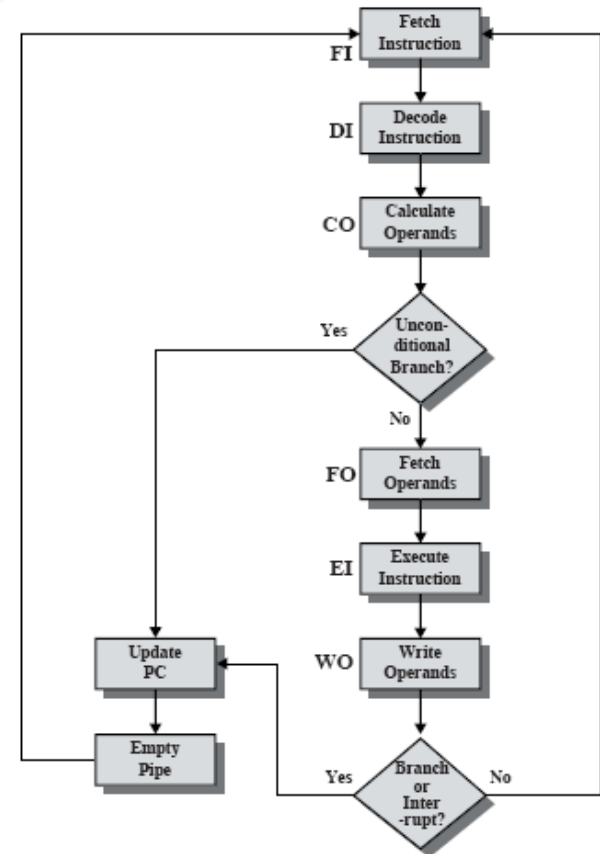 Fetch
Instruction
FI
Decode
Instruction
DI
Calculate
Operands
CO
Uncon-
ditional
Branch?
Yes
No
Fetch
Operands
FO
Execute
Instruction
EI
Update
PC
Write
Operands
WO
Empty
Pipe
Branch
or
Inter
-rupt?
Yes
No